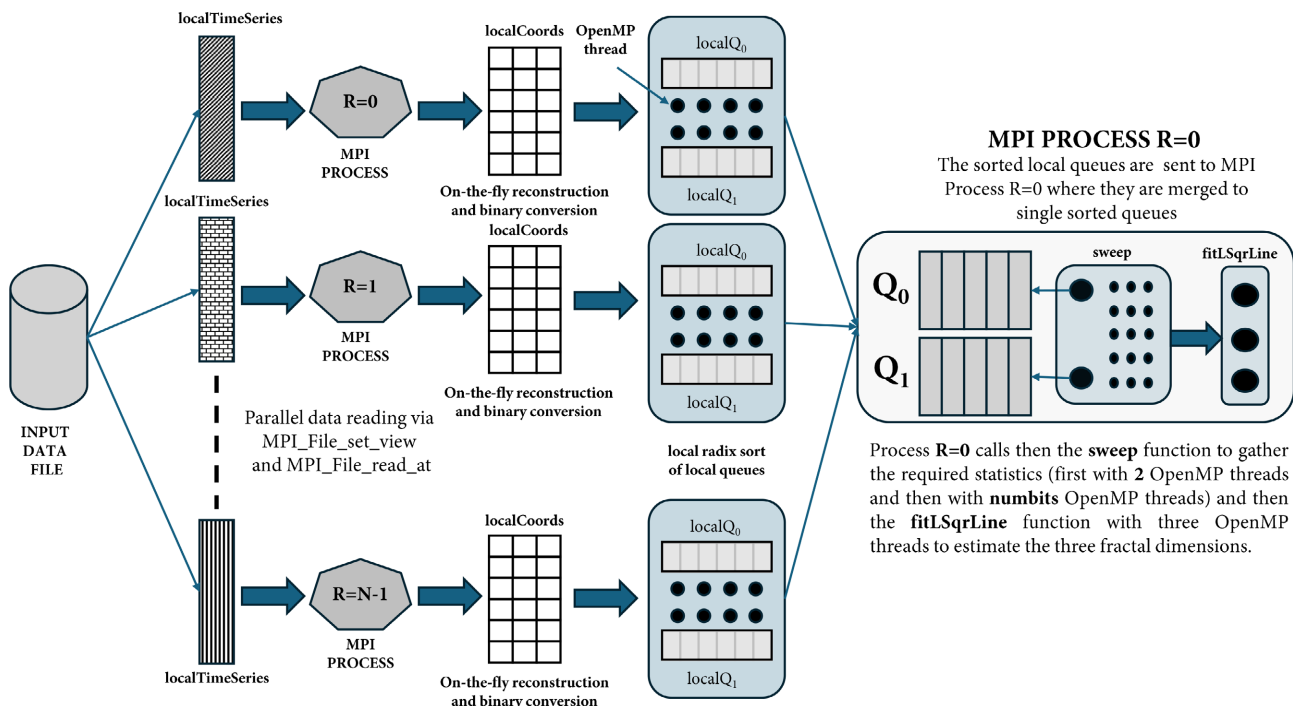 localTimeSeries
R=0
MPI
PROCESS
localCoords
On-the-fly reconstruction
and binary conversion
OpenMP
thread
localQ0
localQ1
localTimeSeries
R=1
MPI
PROCESS
localCoords
On-the-fly reconstruction
and binary conversion
localQ0
localQ1
local radix sort
of local queues
INPUT
DATA
FILE
Parallel data reading via
MPI_File_set_view
and MPI_File_read_at
localTimeSeries
R=N-1
MPI
PROCESS
localCoords
On-the-fly reconstruction
and binary conversion
localQ0
localQ1
MPI PROCESS R=0
The sorted local queues are sent to MPI
Process R=0 where they are merged to
single sorted queues
Q0
Q1
sweep
fitLSqrLine
Process R=0 calls then the sweep function to gather
the required statistics (first with 2 OpenMP threads
and then with numbits OpenMP threads) and then
the fitLSqrLine function with three OpenMP
threads to estimate the three fractal dimensions.